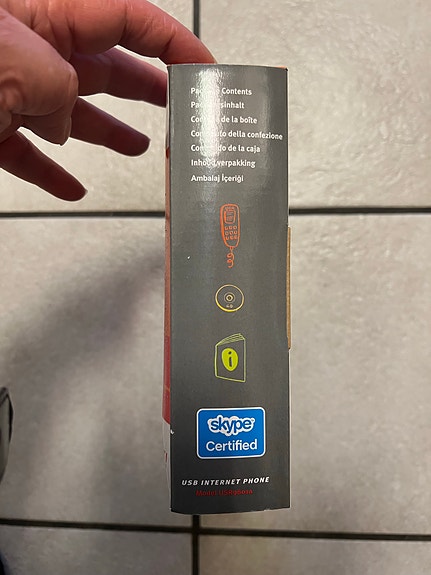 Package Contents
Packungsinhalt
Contenu de la boîte
Contenuto della confezione
Contenido de la caja
Inhoud verpakking
Ambalaj İçeriği
i
skype
Certified
USB INTERNET PHONE